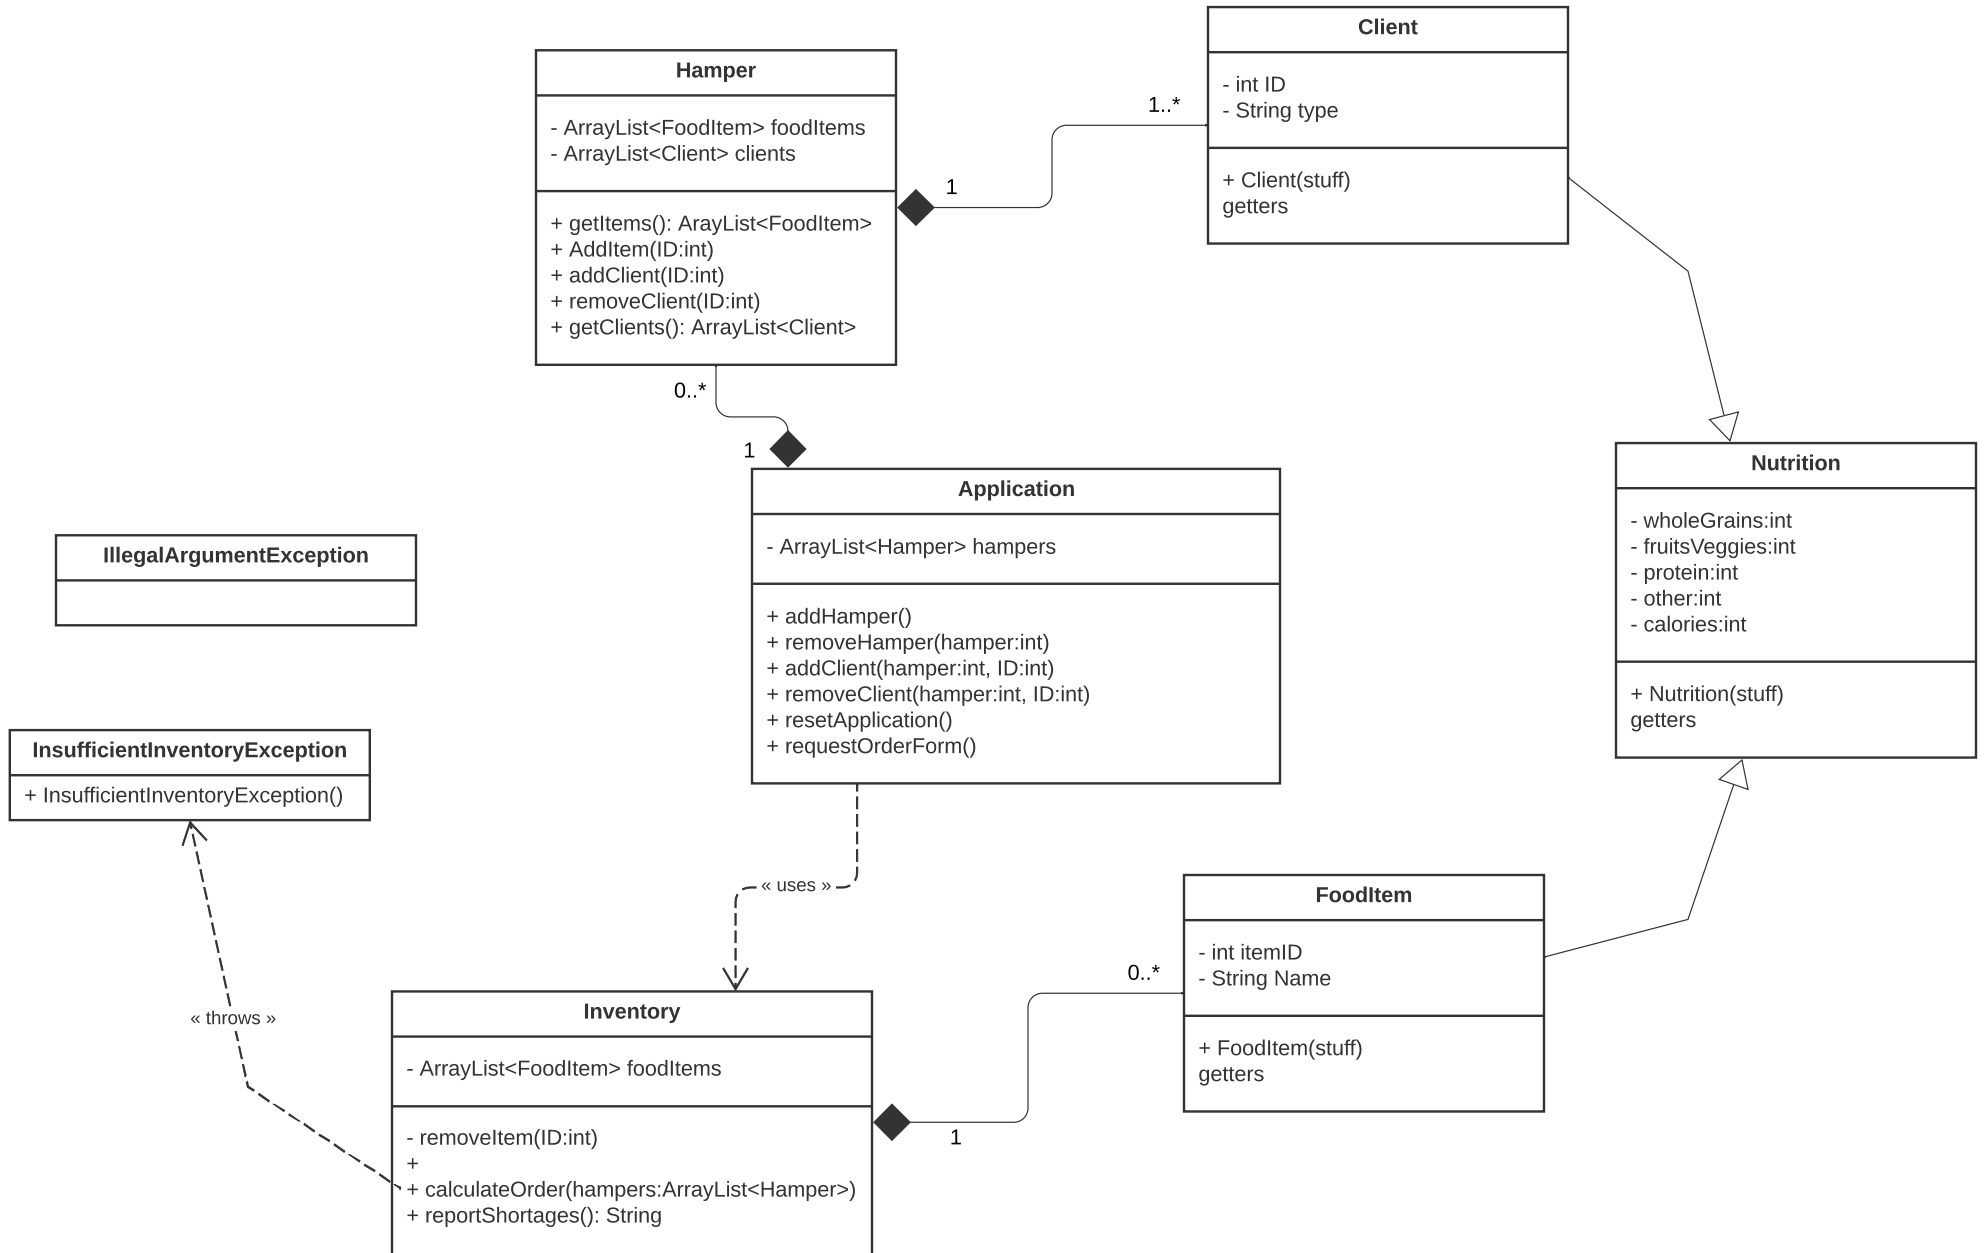 Client
- int ID
- String type
+ Client(stuff)
getters
Hamper
- ArrayList<FoodItem> foodItems
- ArrayList<Client> clients
+ getItems(): ArayList<FoodItem>
+ AddItem(ID:int)
+ addClient(ID:int)
+ removeClient(ID:int)
+ getClients(): ArrayList<Client>
1..*
1
0..*
1
Application
- ArrayList<Hamper> hampers
+ addHamper()
+ removeHamper(hamper:int)
+ addClient(hamper:int, ID:int)
+ removeClient(hamper:int, ID:int)
+ resetApplication()
+ requestOrderForm()
Nutrition
- wholeGrains:int
- fruitsVeggies:int
- protein:int
- other:int
- calories:int
+ Nutrition(stuff)
getters
IllegalArgumentException
InsufficientInventoryException
+ InsufficientInventoryException()
« uses »
« throws »
FoodItem
- int itemID
- String Name
+ FoodItem(stuff)
getters
0..*
1
Inventory
- ArrayList<FoodItem> foodItems
- removeItem(ID:int)
+
+ calculateOrder(hampers:ArrayList<Hamper>)
+ reportShortages(): String